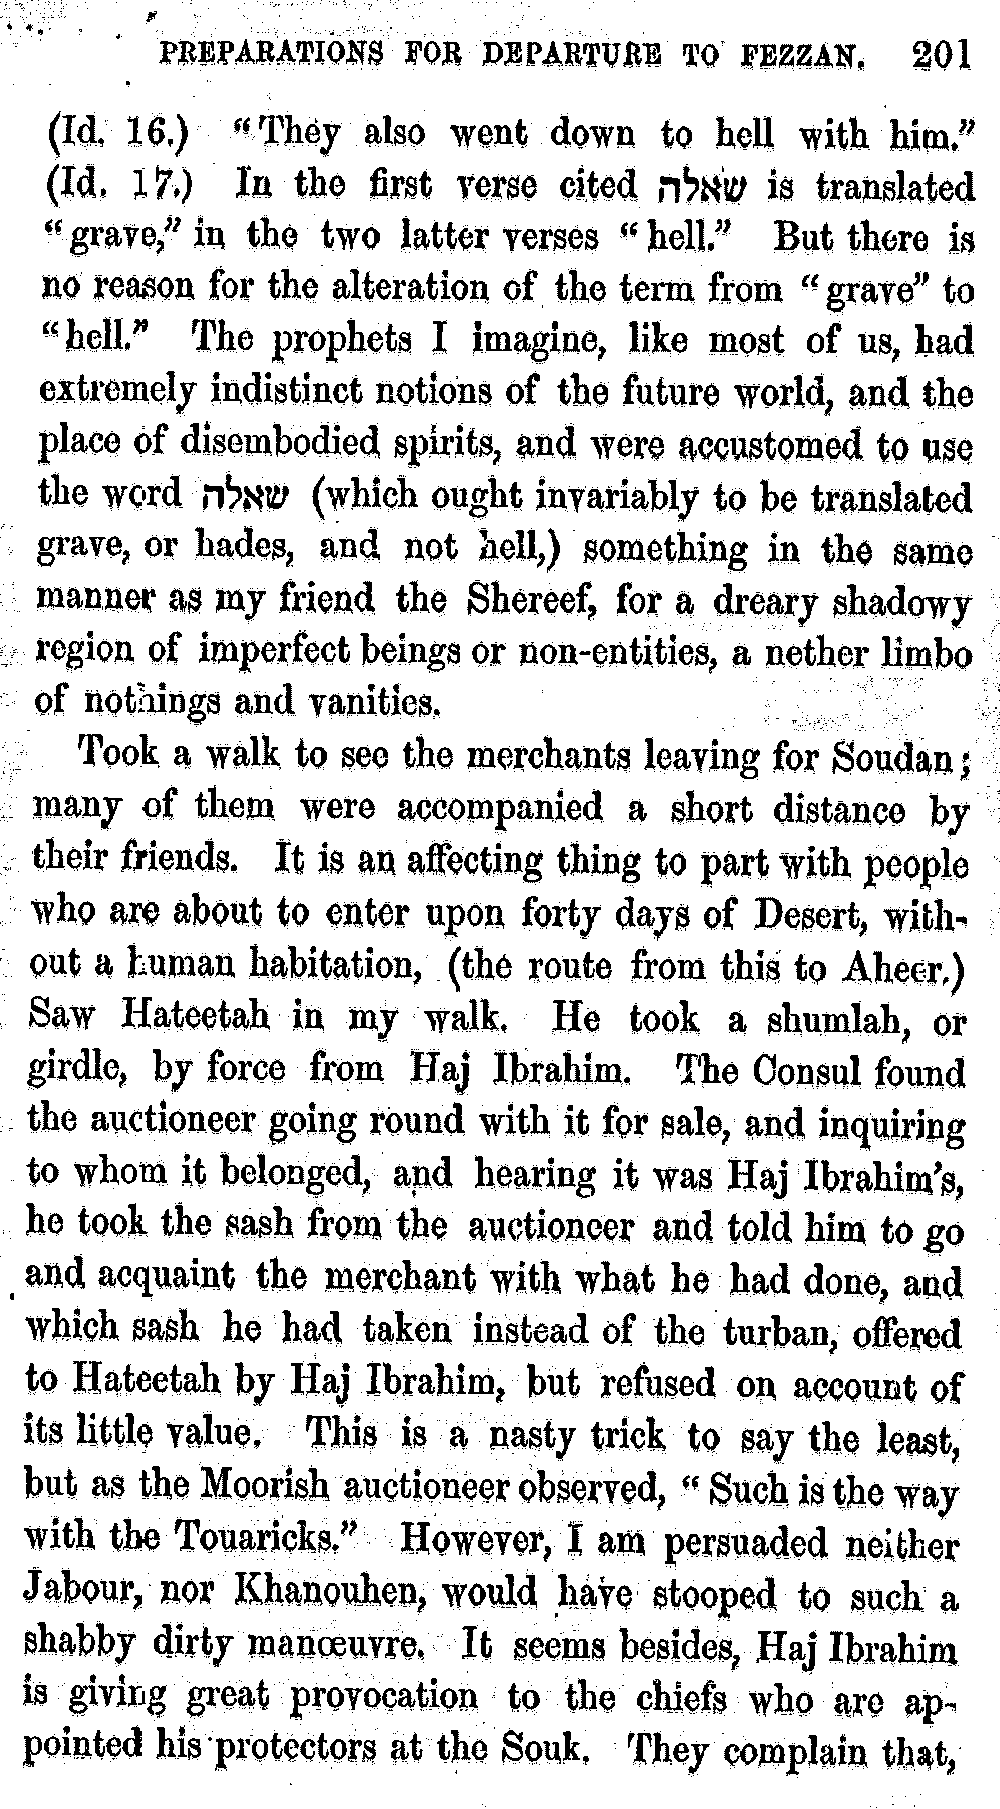 PREPARATIONS FOR DEPARTURE TO FEZZAN. 201
(Id. 16.) "They also went down to hell with him."
(Id. 17.) In the first verse cited שאלה is translated
"grave," in the two latter verses "hell." But there is
no reason for the alteration of the term from "grave" to
"hell." The prophets I imagine, like most of us, had
extremely indistinct notions of the future world, and the
place of disembodied spirits, and were accustomed to use
the word שאלה (which ought invariably to be translated
grave, or hades, and not hell,) something in the same
manner as my friend the Shereef, for a dreary shadowy
region of imperfect beings or non-entities, a nether limbo
of nothings and vanities.
Took a walk to see the merchants leaving for Soudan;
many of them were accompanied a short distance by
their friends. It is an affecting thing to part with people
who are about to enter upon forty days of Desert, with-
out a human habitation, (the route from this to Aheer.)
Saw Hateetah in my walk. He took a shumlah, or
girdle, by force from Haj Ibrahim. The Consul found
the auctioneer going round with it for sale, and inquiring
to whom it belonged, and hearing it was Haj Ibrahim's,
he took the sash from the auctioneer and told him to go
and acquaint the merchant with what he had done, and
which sash he had taken instead of the turban, offered
to Hateetah by Haj Ibrahim, but refused on account of
its little value. This is a nasty trick to say the least,
but as the Moorish auctioneer observed, "Such is the way
with the Touaricks." However, I am persuaded neither
Jabour, nor Khanouhen, would have stooped to such a
shabby dirty manœuvre. It seems besides, Haj Ibrahim
is giving great provocation to the chiefs who are ap-
pointed his protectors at the Souk. They complain that,